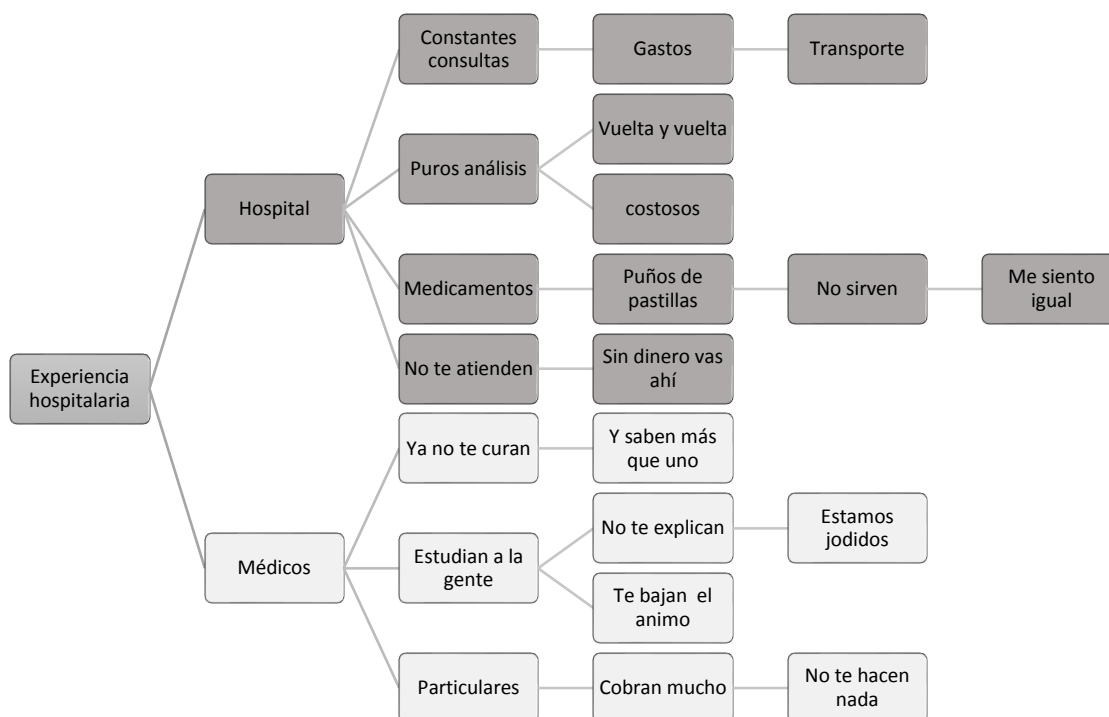 Experiencia
hospitalaria
Hospital
Constantes
consultas
Gastos
Transporte
Puros análisis
Vuelta y vuelta
costosos
Medicamentos
Puños de
pastillas
No sirven
Me siento
igual
No te atienden
Sin dinero vas
ahí
Médicos
Ya no te curan
Y saben más
que uno
Estudian a la
gente
No te explican
Estamos
jodidos
Te bajan  el
animo
Particulares
Cobran mucho
No te hacen
nada